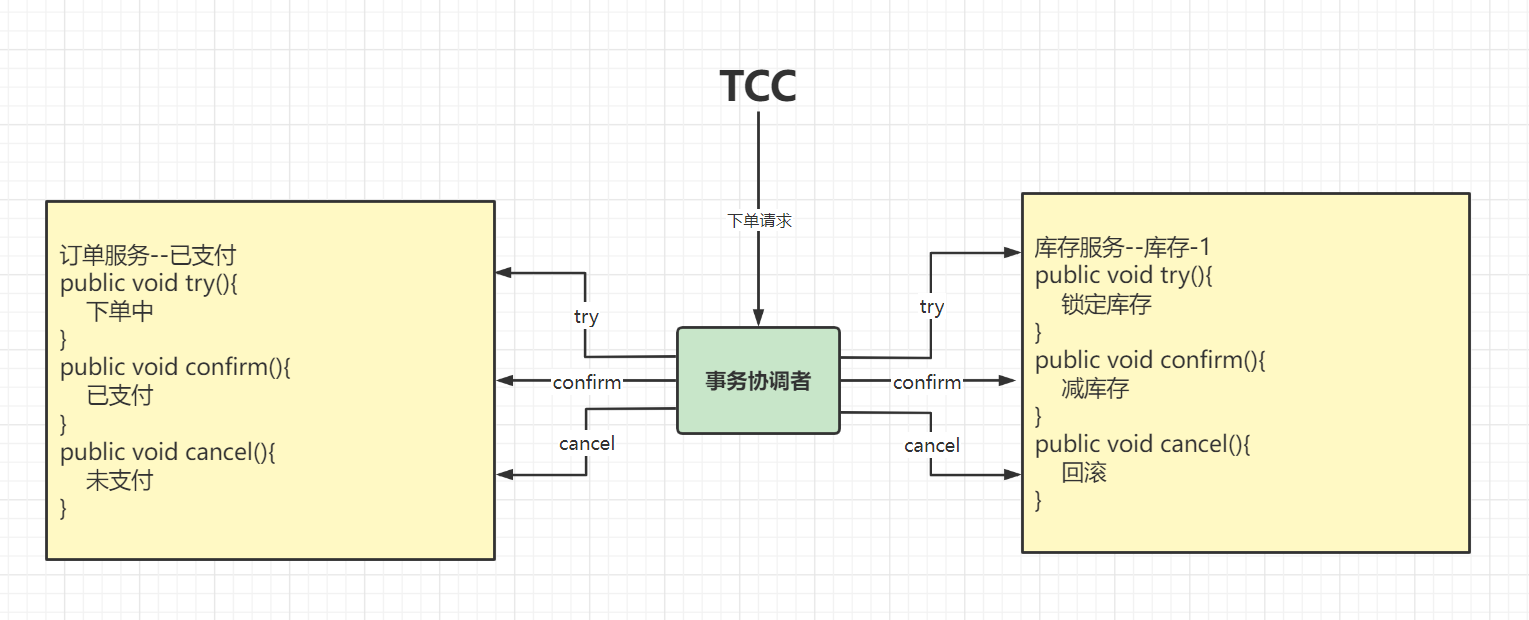 TCC
下单请求
订单服务--已支付
public void try(){
下单中
}
public void confirm(){
已支付
}
public void cancel(){
未支付
}
try
confirm
cancel
事务协调者
try
confirm
cancel
库存服务--库存-1
public void try(){
锁定库存
}
public void confirm(){
减库存
}
public void cancel(){
回滚
}